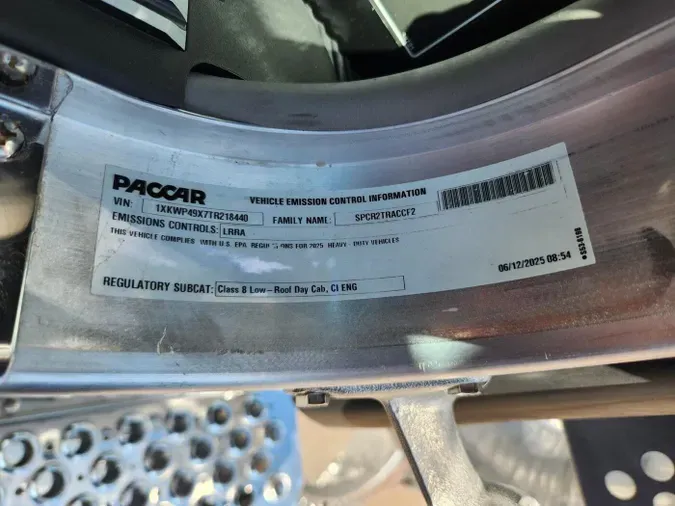 PACCAR VEHICLE EMISSION CONTROL INFORMATION
VIN: 1XKWP49X7TR218440 FAMILY NAME: SPCR2TRACCF2
EMISSIONS CONTROLS: LRRA
THIS VEHICLE COMPLIES WITH U.S. EPA REGU ONS FOR 2025 HEAVY-DUTY VEHICLES
06/12/2025 08:54
REGULATORY SUBCAT: Class 8 Low-Roof Day Cab, CI ENG